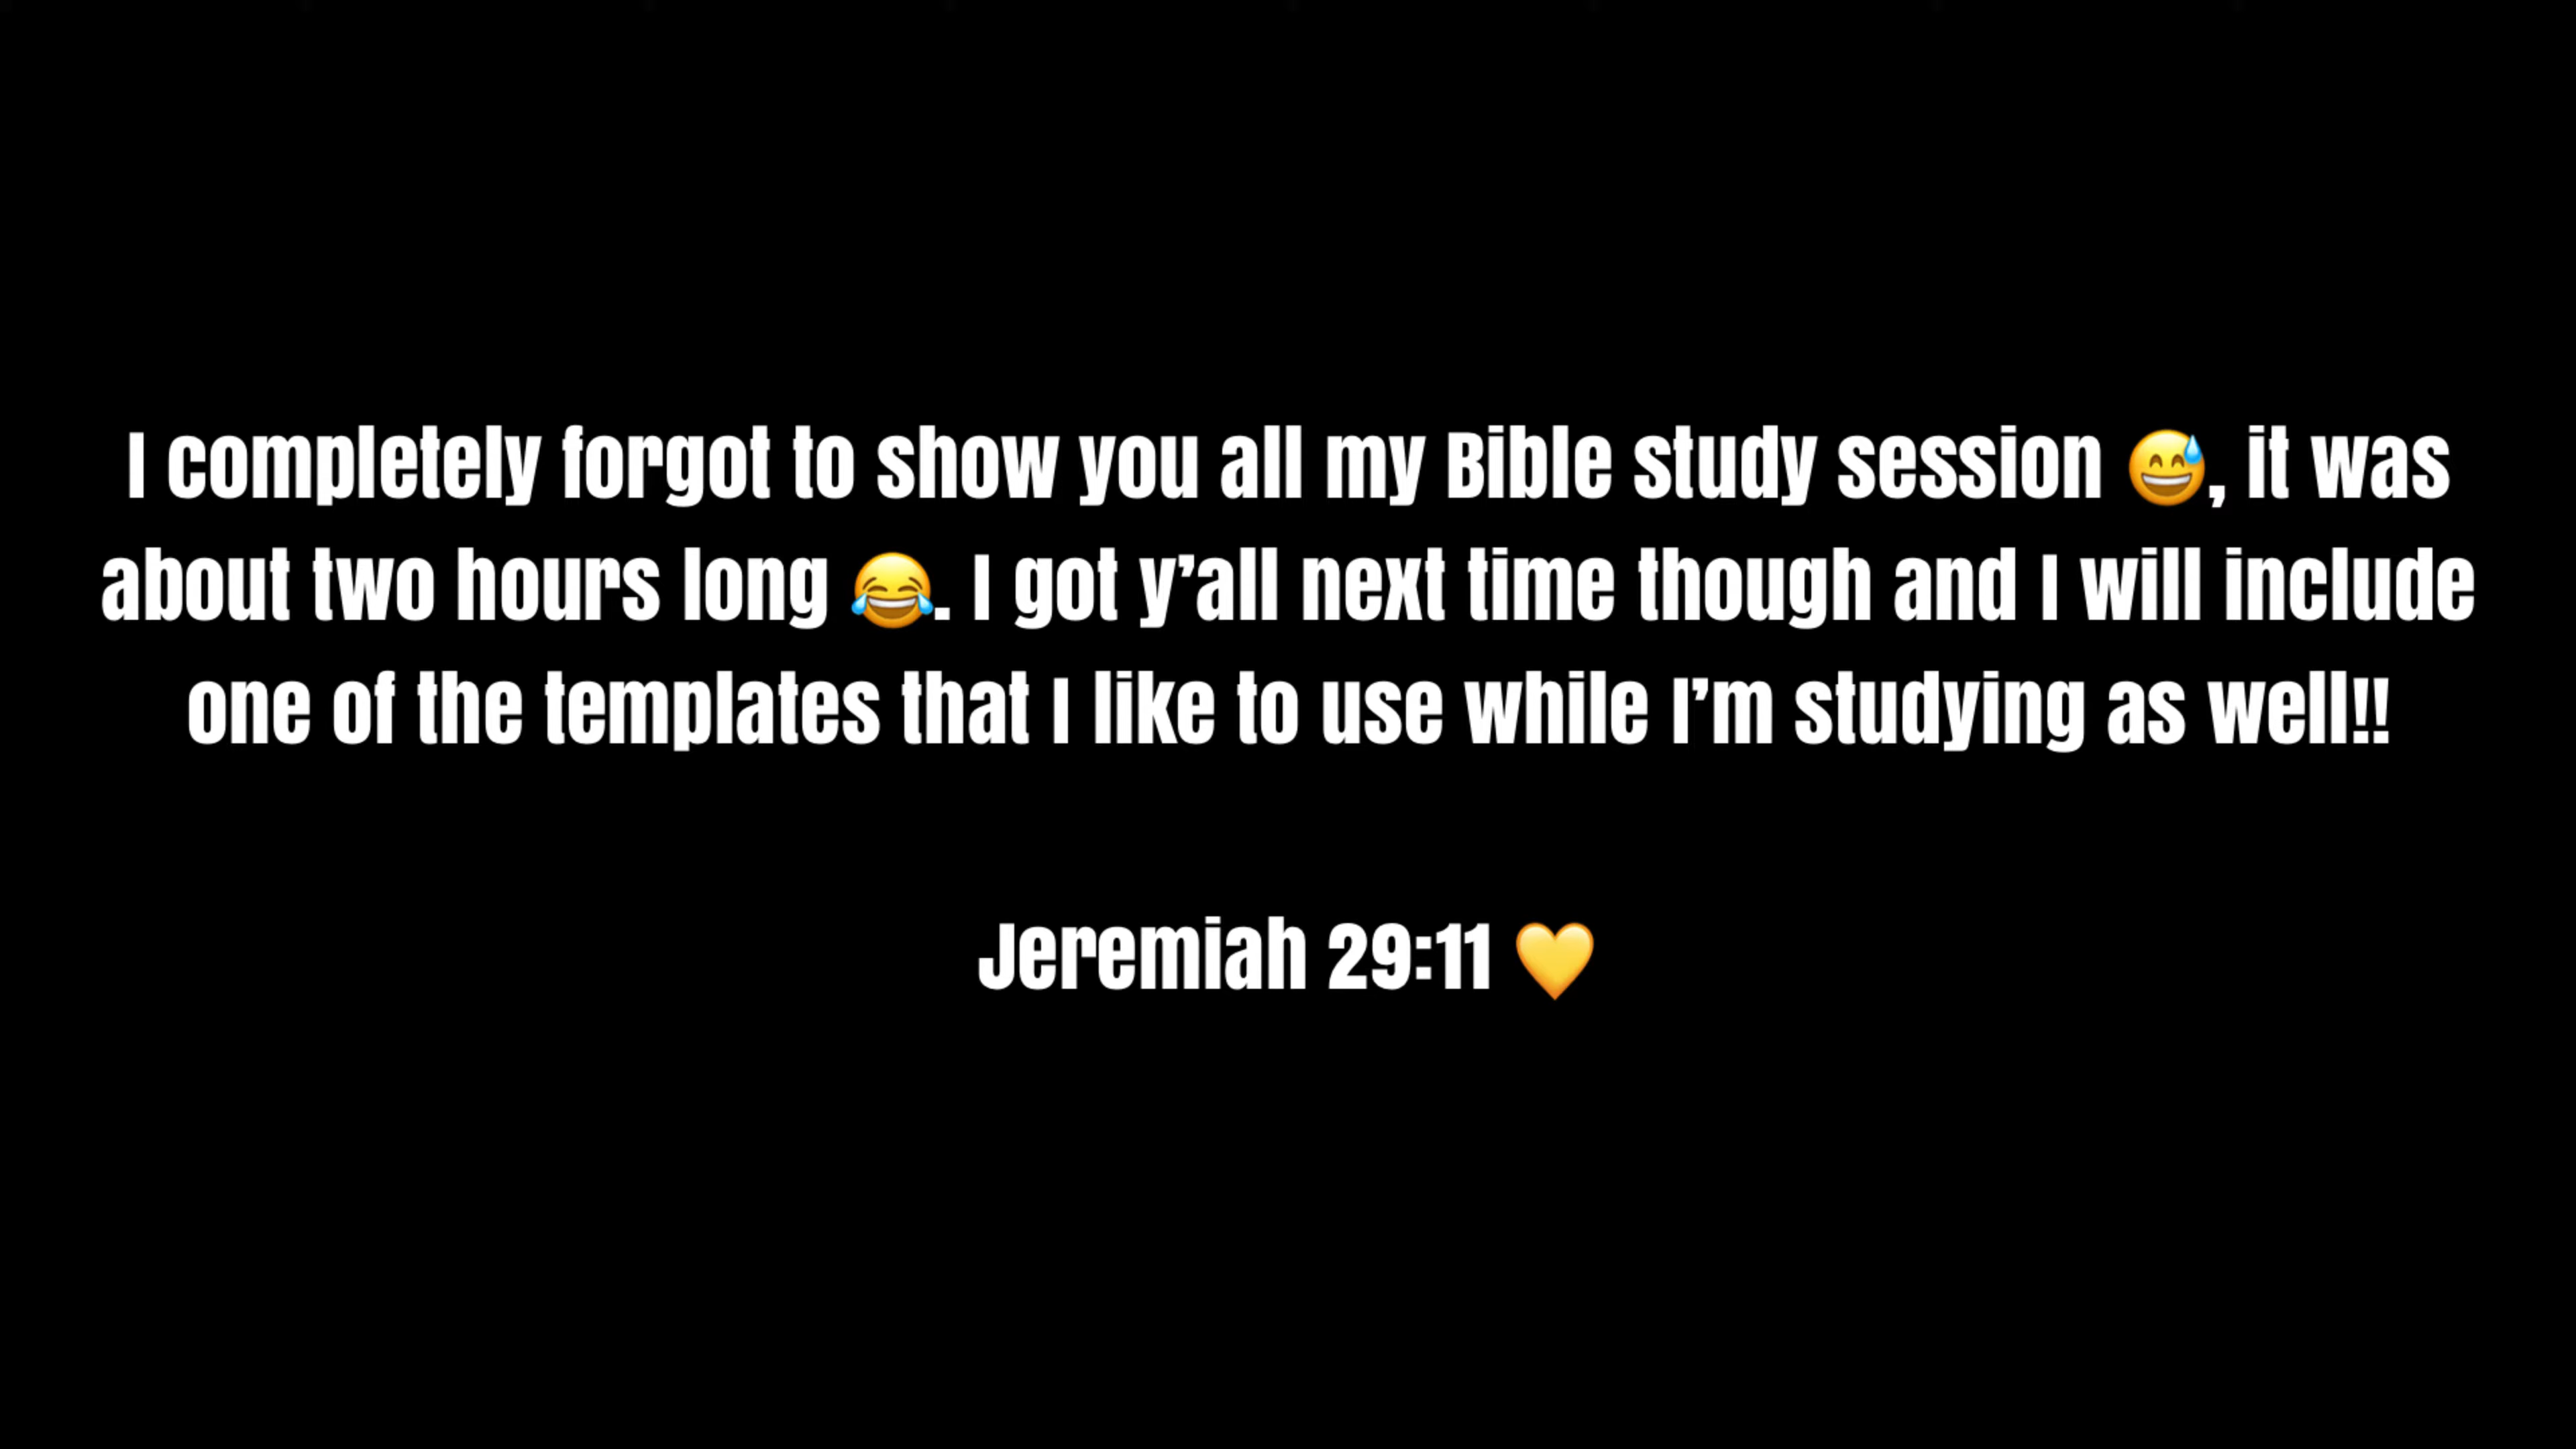 I completely forgot to show you all my Bible study session 😅, it was
about two hours long 😂. I got y’all next time though and I will include
one of the templates that I like to use while I’m studying as well!!
Jeremiah 29:11 💛